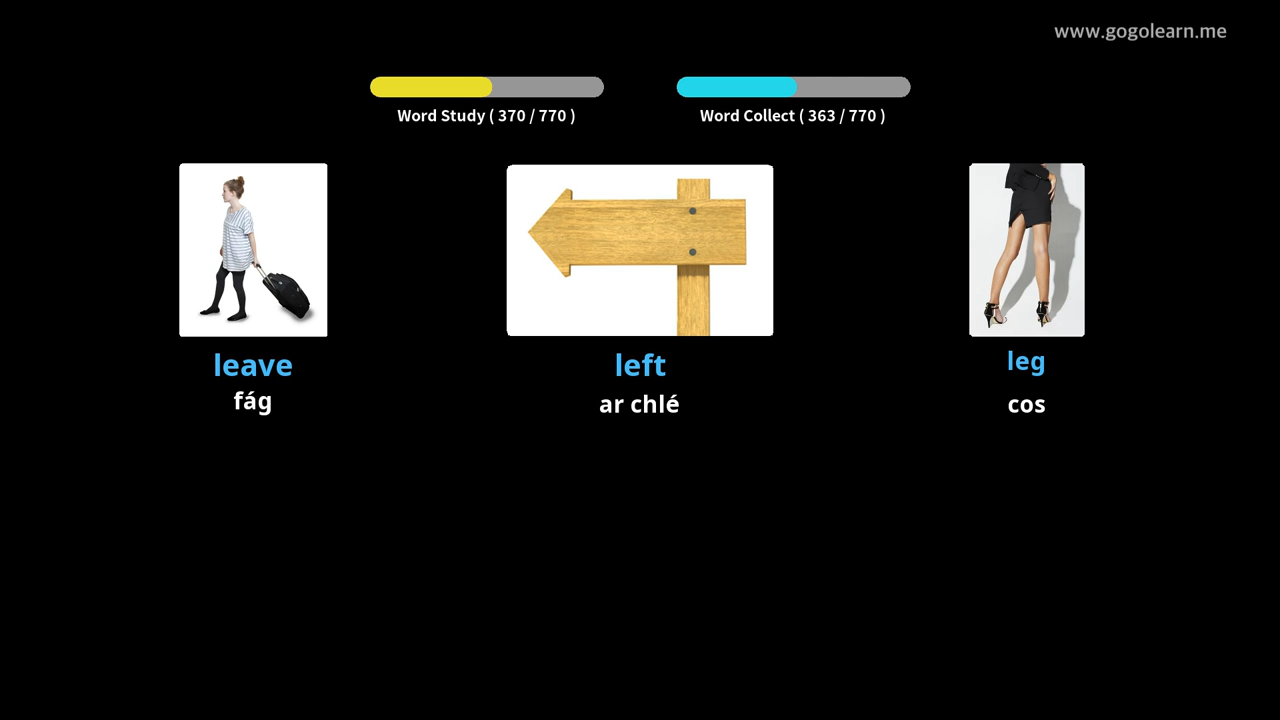 www.gogolearn.me
Word Study ( 370 / 770 )
Word Collect ( 363 / 770 )
leave
fág
left
ar chlé
leg
cos